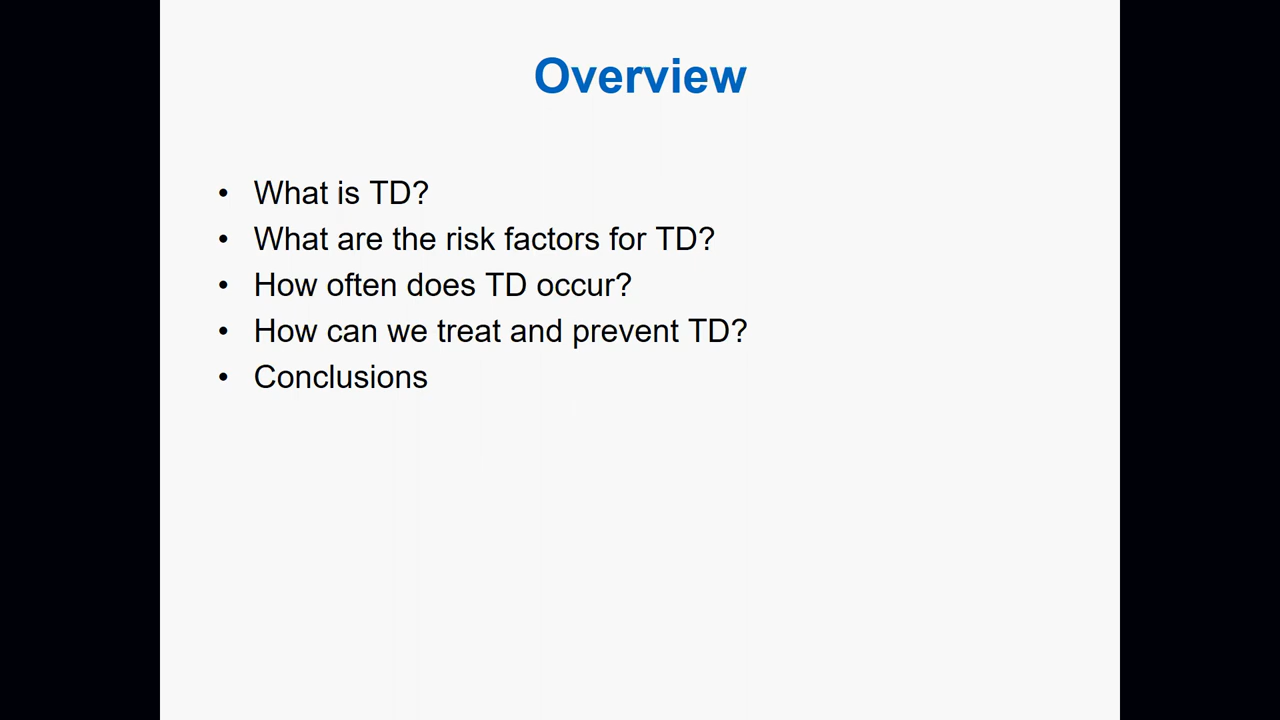 Overview
• What is TD?
• What are the risk factors for TD?
• How often does TD occur?
• How can we treat and prevent TD?
• Conclusions